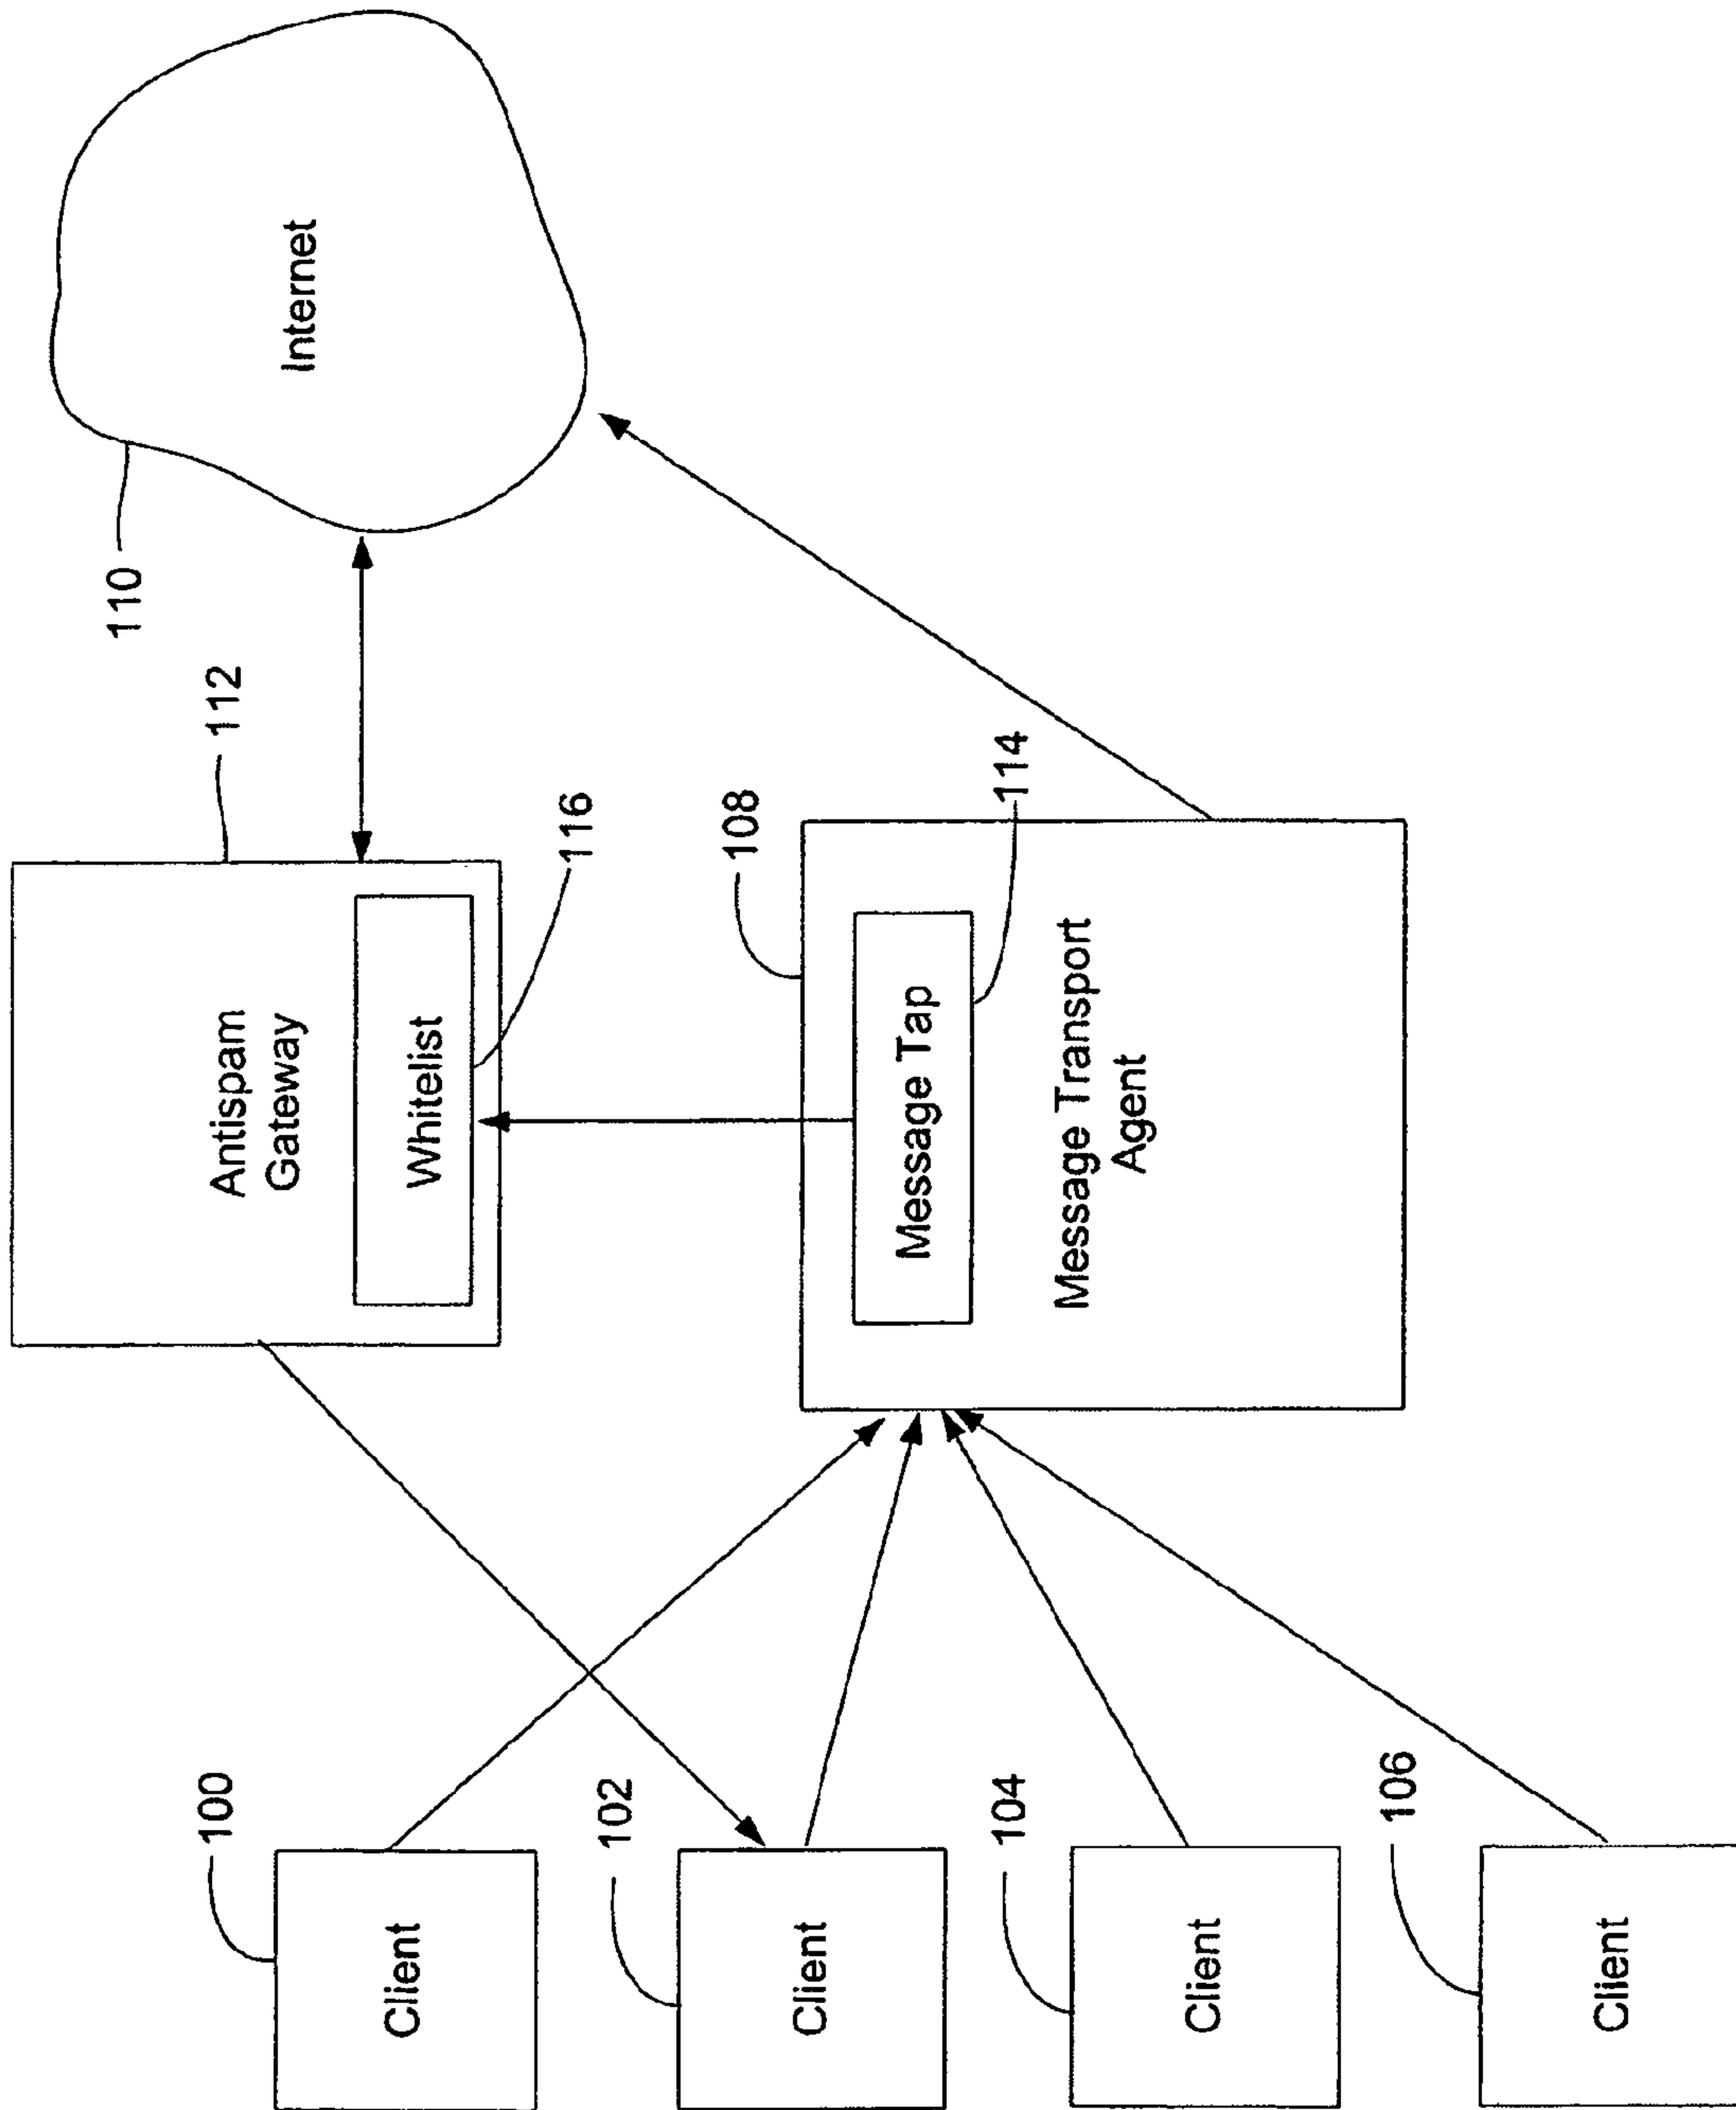 Internet
110
Antispam
Gateway
112
Whitelist
116
108
Message Tap
114
Message Transport
Agent
100
Client
102
Client
104
Client
106
Client